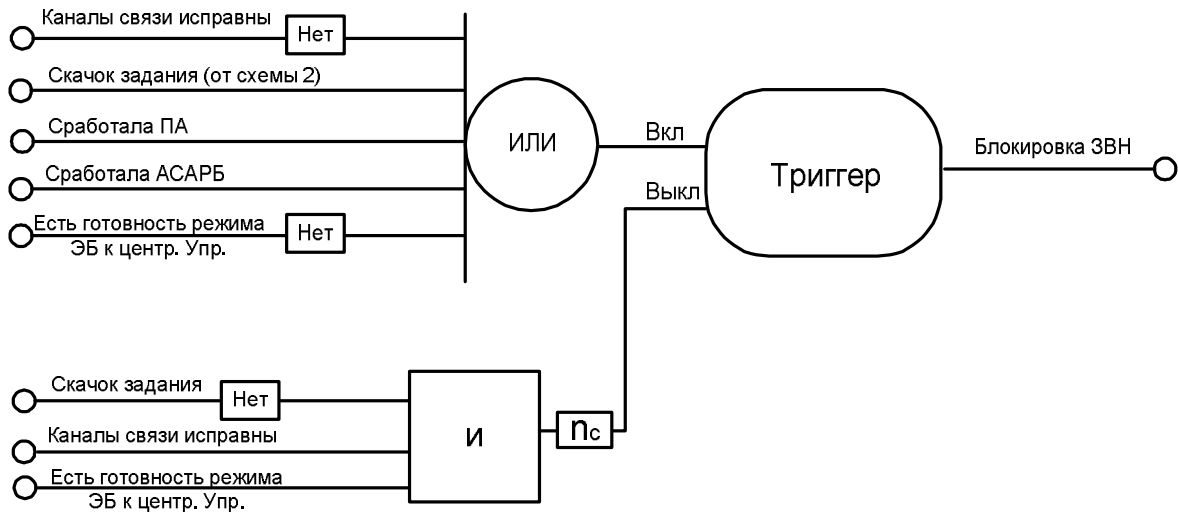 Каналы связи исправны
Нет
Скачок задания (от схемы 2)
Сработала ПА
Сработала АСАРБ
Есть готовность режима
ЭБ к центр. Упр.
Нет
ИЛИ
Вкл
Выкл
Триггер
Блокировка ЗВН
Скачок задания
Нет
Каналы связи исправны
Есть готовность режима
ЭБ к центр. Упр.
и
nс